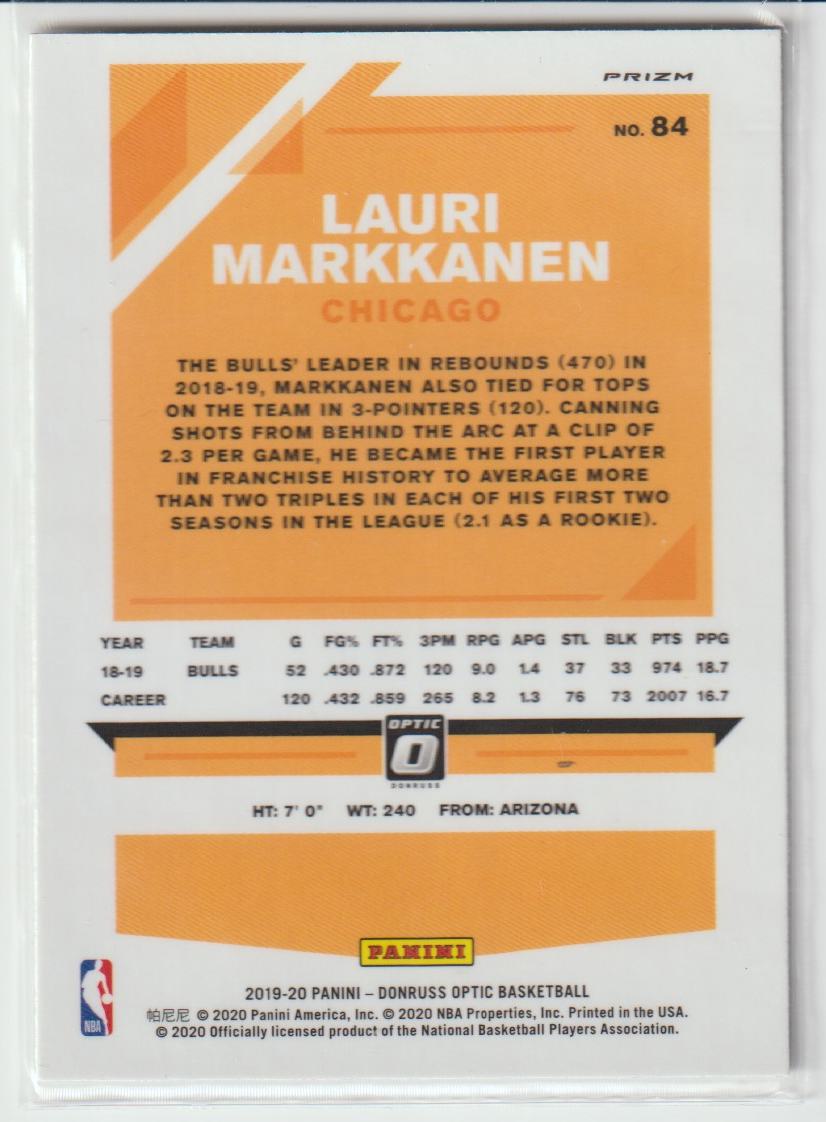 PRIZM
NO. 84
LAURI
MARKKANEN
CHICAGO
THE BULLS' LEADER IN REBOUNDS (470) IN
2018-19, MARKKANEN ALSO TIED FOR TOPS
ON THE TEAM IN 3-POINTERS (120). CANNING
SHOTS FROM BEHIND THE ARC AT A CLIP OF
2.3 PER GAME, HE BECAME THE FIRST PLAYER
IN FRANCHISE HISTORY TO AVERAGE MORE
THAN TWO TRIPLES IN EACH OF HIS FIRST TWO
SEASONS IN THE LEAGUE (2.1 AS A ROOKIE).
YEAR TEAM G FG% FT% 3PM RPG APG STL BLK PTS PPG
18-19 BULLS 52 .430 .872 120 9.0 1.4 37 33 974 18.7
CAREER 120 .432 .859 265 8.2 1.3 76 73 2007 16.7
OPTIC
DONRUSS
HT: 7' 0" WT: 240 FROM: ARIZONA
PANINI
NBA
2019-20 PANINI – DONRUSS OPTIC BASKETBALL
帕尼尼 © 2020 Panini America, Inc. © 2020 NBA Properties, Inc. Printed in the USA.
© 2020 Officially licensed product of the National Basketball Players Association.